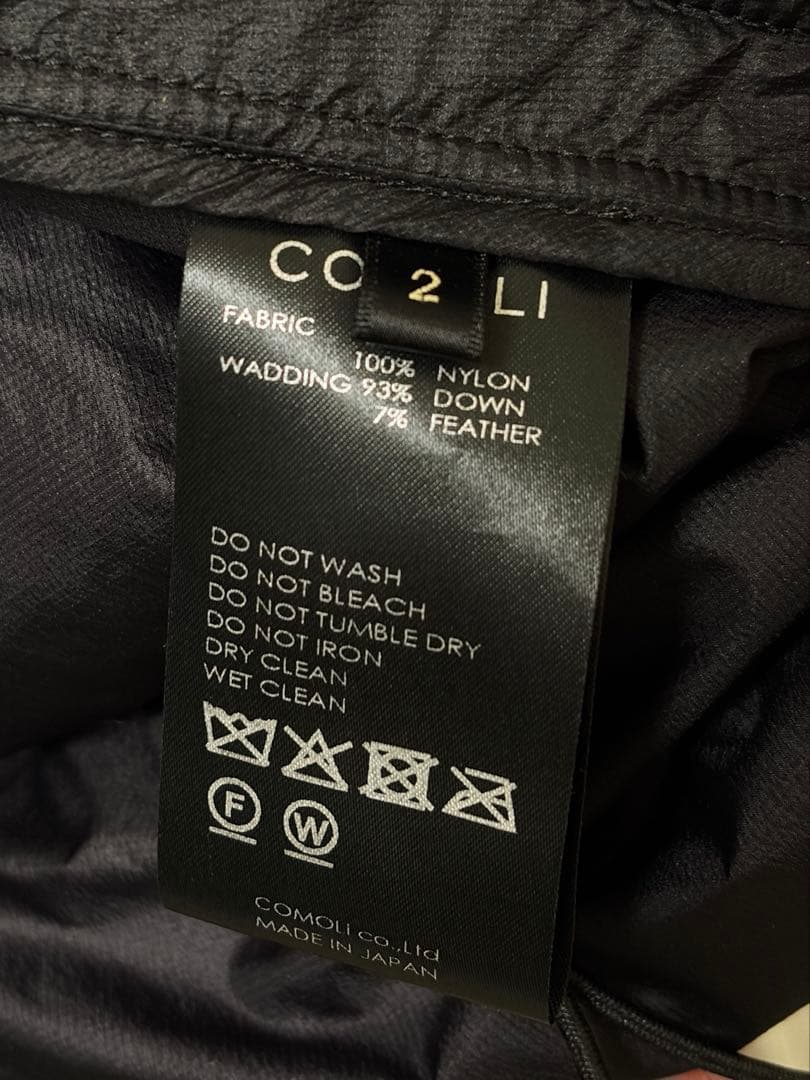 CO LI
2
FABRIC
100% NYLON
WADDING 93% DOWN
7% FEATHER
DO NOT WASH
DO NOT BLEACH
DO NOT TUMBLE DRY
DO NOT IRON
DRY CLEAN
WET CLEAN
F
W
COMOLI co.,Ltd
MADE IN JAPAN